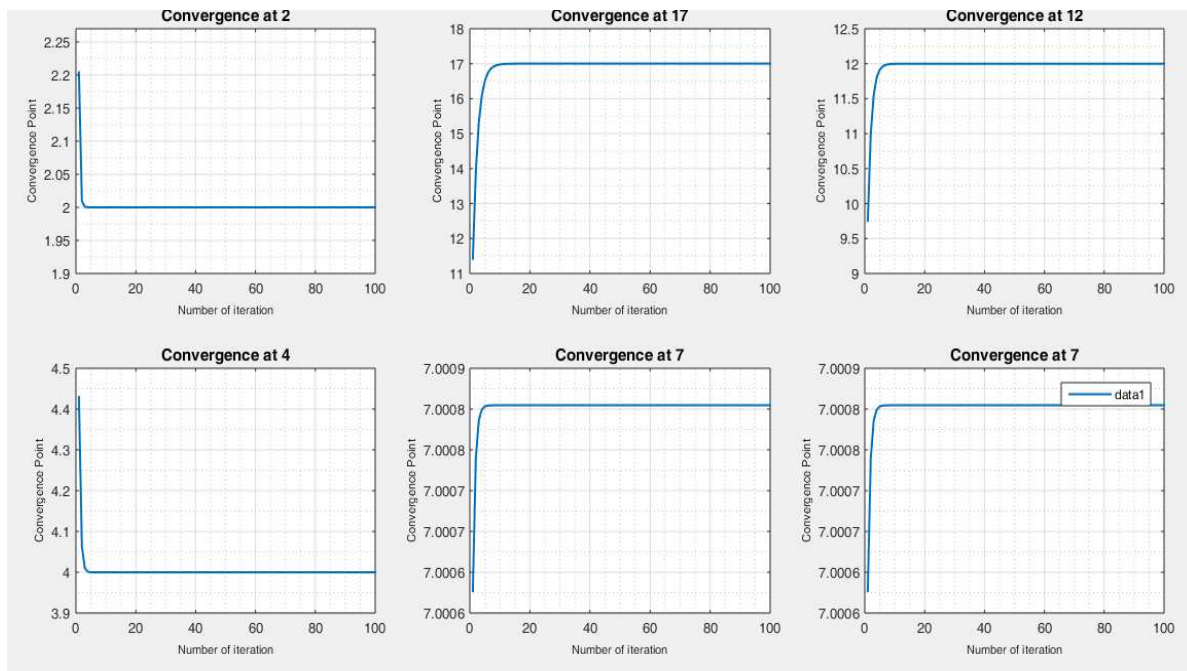 Convergence at 2
2.25
2.2
2.15
2.1
2.05
2
1.95
1.9
Convergence Point
0 20 40 60 80 100
Number of iteration
Convergence at 17
18
17
16
15
14
13
12
11
Convergence Point
0 20 40 60 80 100
Number of iteration
Convergence at 12
12.5
12
11.5
11
10.5
10
9.5
9
Convergence Point
0 20 40 60 80 100
Number of iteration
Convergence at 4
4.5
4.4
4.3
4.2
4.1
4
3.9
Convergence Point
0 20 40 60 80 100
Number of iteration
Convergence at 7
7.0009
7.0008
7.0008
7.0007
7.0007
7.0006
7.0006
Convergence Point
0 20 40 60 80 100
Number of iteration
Convergence at 7
data1
7.0009
7.0008
7.0008
7.0007
7.0007
7.0006
7.0006
Convergence Point
0 20 40 60 80 100
Number of iteration